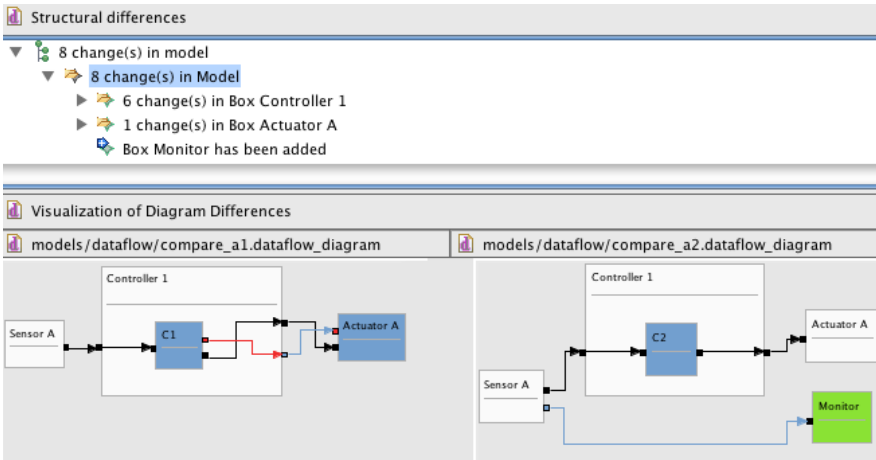 Structural differences
8 change(s) in model
8 change(s) in Model
6 change(s) in Box Controller 1
1 change(s) in Box Actuator A
Box Monitor has been added
Visualization of Diagram Differences
models/dataflow/compare_a1.dataflow_diagram
models/dataflow/compare_a2.dataflow_diagram
Controller 1
Sensor A
C1
Actuator A
Controller 1
C2
Actuator A
Sensor A
Monitor